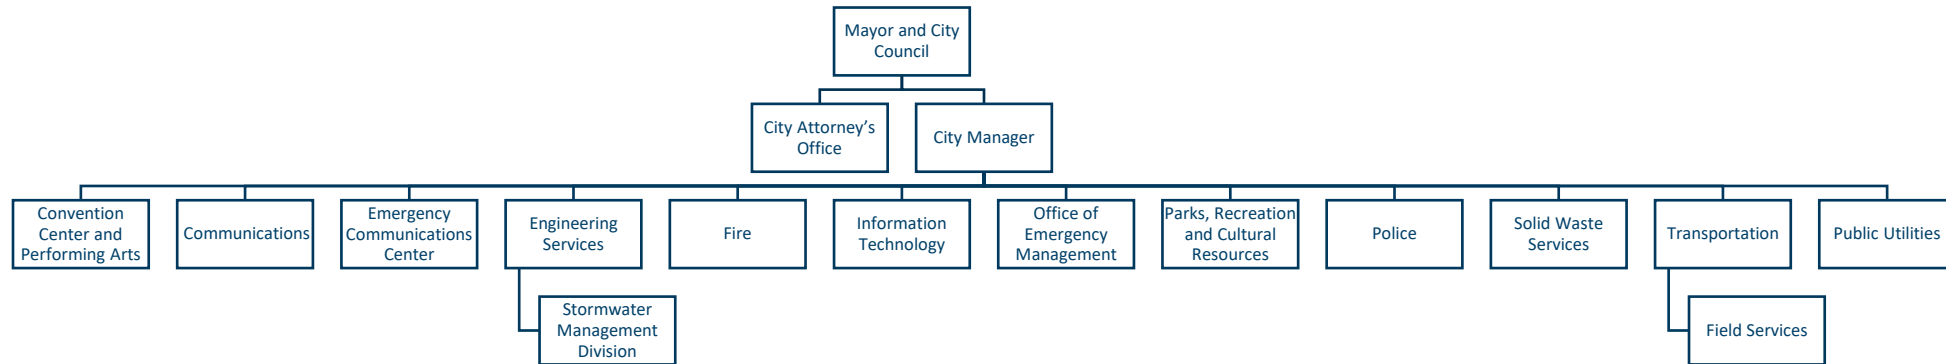 Mayor and City
Council
City Attorney’s
Office
City Manager
Convention
Center and
Performing Arts
Communications
Emergency
Communications
Center
Engineering
Services
Fire
Information
Technology
Office of
Emergency
Management
Parks, Recreation
and Cultural
Resources
Police
Solid Waste
Services
Transportation
Public Utilities
Stormwater
Management
Division
Field Services